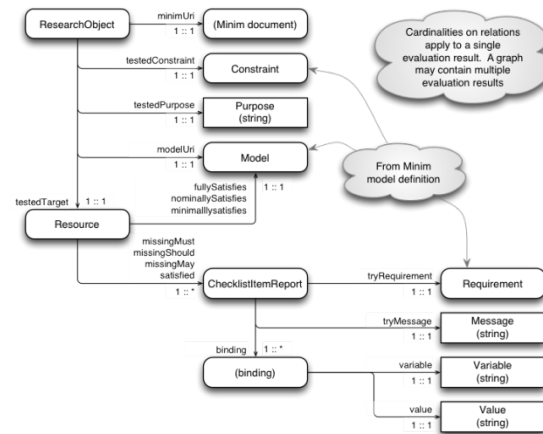 ResearchObject
minimUri
1 :: 1
(Minim document)
testedConstraint
1 :: 1
Constraint
testedPurpose
1 :: 1
Purpose
(string)
modelUri
1 :: 1
Model
Cardinalities on relations
apply to a single
evaluation result. A graph
may contain multiple
evaluation results
From Minim
model definition
testedTarget
1 :: 1
Resource
fullySatisfies
nominallySatisfies
minimalllysatisfies
1 :: 1
missingMust
missingShould
missingMay
satisfied
1 :: *
ChecklistItemReport
tryRequirement
1 :: 1
Requirement
tryMessage
1 :: 1
Message
(string)
binding
1 :: *
(binding)
variable
1 :: 1
Variable
(string)
value
1 :: 1
Value
(string)